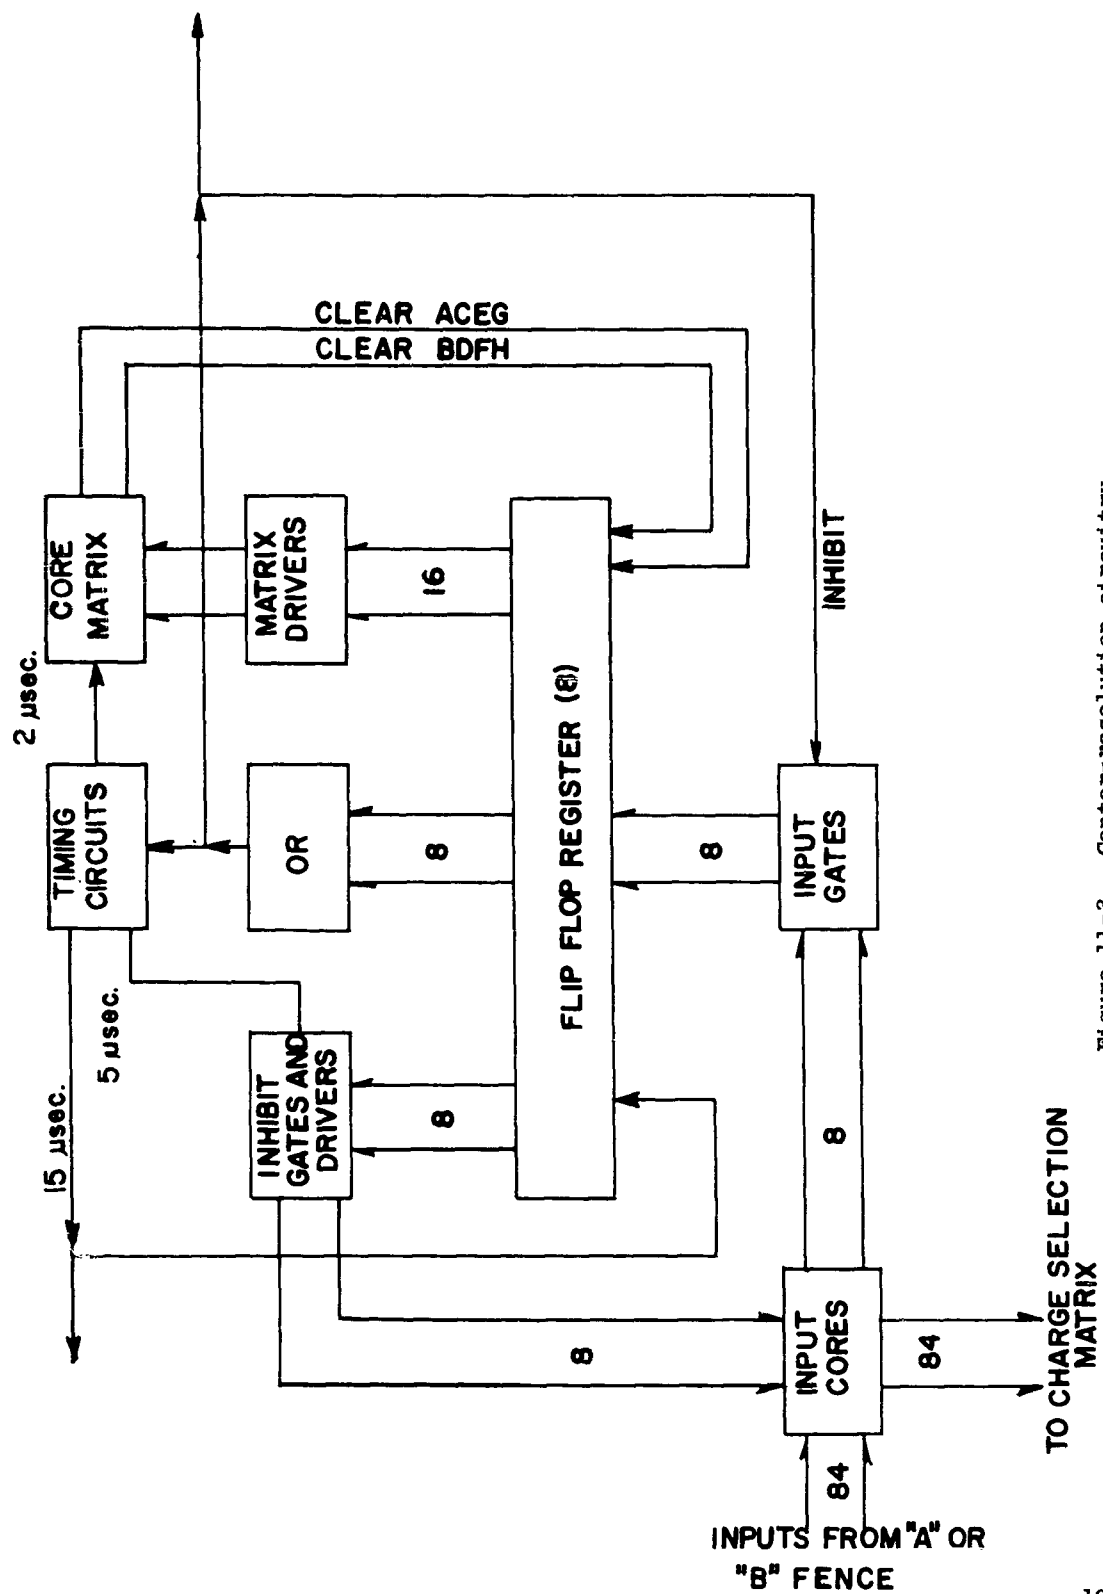 2 µsec.
CORE
MATRIX
MATRIX
DRIVERS
16
CLEAR ACEG
CLEAR BDFH
TIMING
CIRCUITS
OR
8
15 µsec.
5 µsec.
INHIBIT
GATES AND
DRIVERS
8
FLIP FLOP REGISTER (8)
8
INPUT
GATES
INHIBIT
8
8
INPUT
CORES
84
84
INPUTS FROM "A" OR
"B" FENCE
TO CHARGE SELECTION
MATRIX